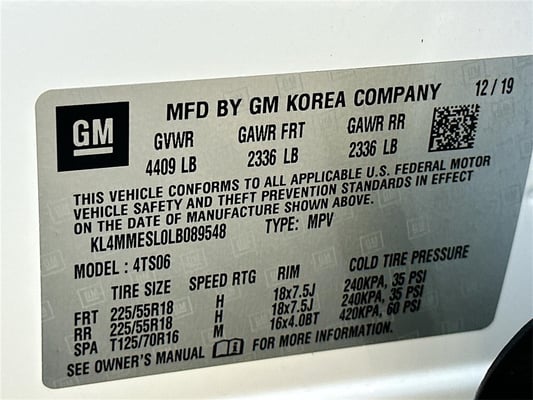 GM
MFD BY GM KOREA COMPANY 12/19
GVWR GAWR FRT GAWR RR
4409 LB 2336 LB 2336 LB
THIS VEHICLE CONFORMS TO ALL APPLICABLE U.S. FEDERAL MOTOR
VEHICLE SAFETY AND THEFT PREVENTION STANDARDS IN EFFECT
ON THE DATE OF MANUFACTURE SHOWN ABOVE.
KL4MMESL0LB089548 TYPE: MPV
MODEL: 4TS06
TIRE SIZE SPEED RTG RIM COLD TIRE PRESSURE
FRT 225/55R18 H 18x7.5J 240KPA, 35 PSI
RR 225/55R18 H 18x7.5J 240KPA, 35 PSI
SPA T125/70R16 M 16x4.0BT 420KPA, 60 PSI
SEE OWNER'S MANUAL FOR MORE INFORMATION